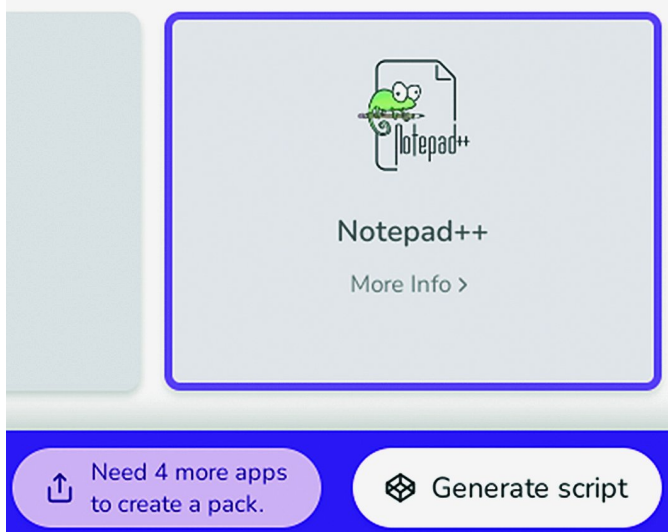 Notepad++
Notepad++
More Info
Need 4 more apps
to create a pack.
Generate script